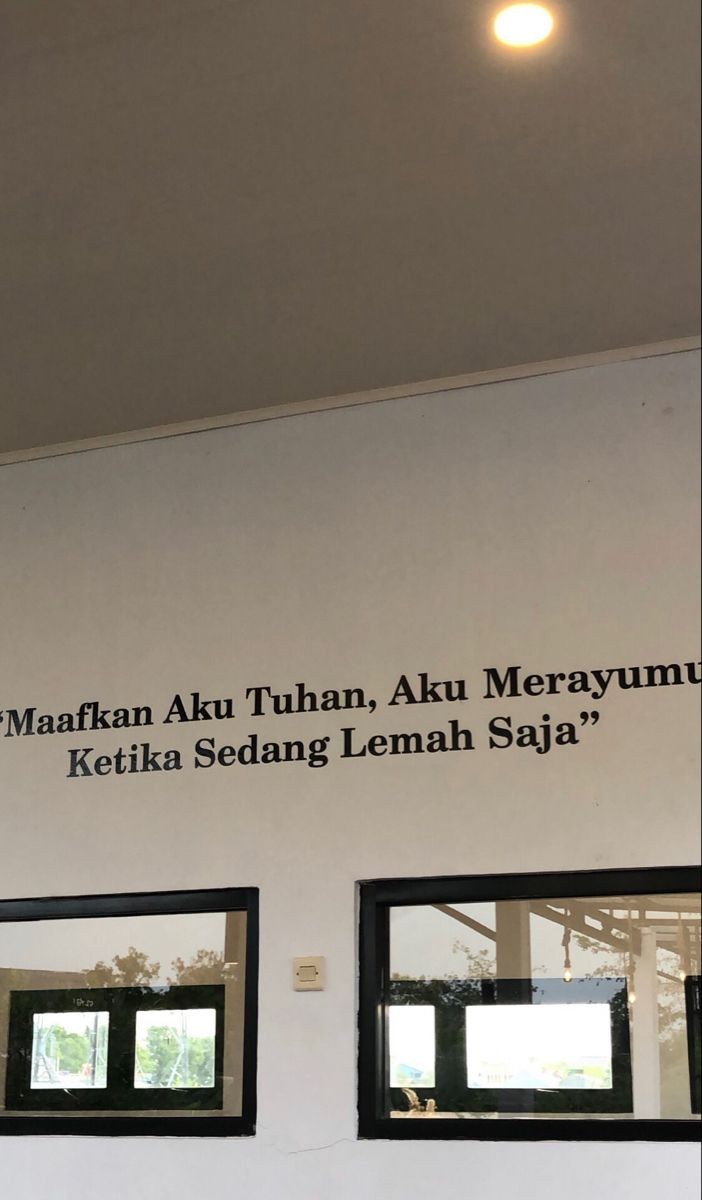 “Maafkan Aku Tuhan, Aku Merayumu
Ketika Sedang Lemah Saja”